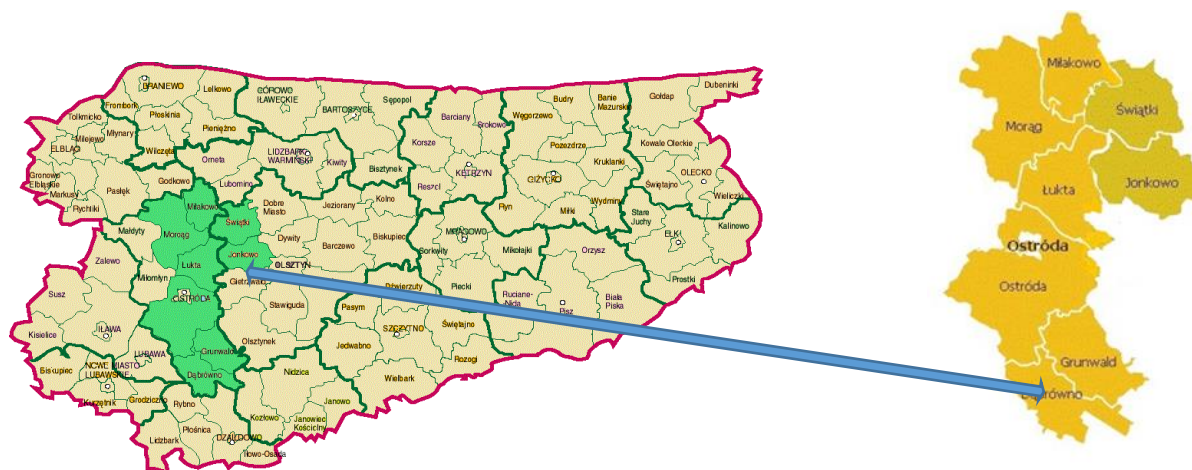 BRANIEWO
Lelkowo
Frombork
Płoskinia
Tolkmicko
Młynary
Pieniężno
Milejewo
ELBLĄG
Wilczęta
Gronowo
Elbląskie
Markusy
Pasłęk
Godkowo
Rychliki
GÓROWO
IŁAWECKIE
Sępopol
BARTOSZYCE
Orneta
LIDZBARK
WARMIŃSKI
Kiwity
Bisztynek
Lubomino
Barciany
Srokowo
Korsze
KĘTRZYN
Reszel
Węgorzewo
Budry
Banie
Mazurskie
Pozezdrze
Kruklanki
GIŻYCKO
Wydminy
Ryn
Miłki
Gołdap
Dubeninki
Kowale Oleckie
Świętajno
OLECKO
Wieliczki
Stare
Juchy
EŁK
Kalinowo
Prostki
Miłakowo
Małdyty
Morąg
Zalewo
Łukta
Miłomłyn
OSTRÓDA
Susz
Kisielice
IŁAWA
LUBAWA
Grunwald
Dąbrówno
Biskupiec
NOWE MIASTO
LUBAWSKIE
Kurzętnik
Grodziczno
Rybno
Lidzbark
Płośnica
DZIAŁDOWO
Iłowo-Osada
Świątki
Dobre
Miasto
Jeziorany
Kolno
Jonkowo
Dywity
Barczewo
Biskupiec
OLSZTYN
Gietrzwałd
Stawiguda
Olsztynek
Pasym
Dźwierzuty
Jedwabno
SZCZYTNO
Świętajno
Rozogi
Wielbark
Nidzica
Kozłowo
Janowo
Janowiec
Kościelny
MRĄGOWO
Sorkwity
Mikołajki
Piecki
Ruciane-
Nida
Orzysz
Pisz
Biała
Piska
Miłakowo
Świątki
Morąg
Jonkowo
Łukta
Ostróda
Ostróda
Grunwald
Dąbrówno